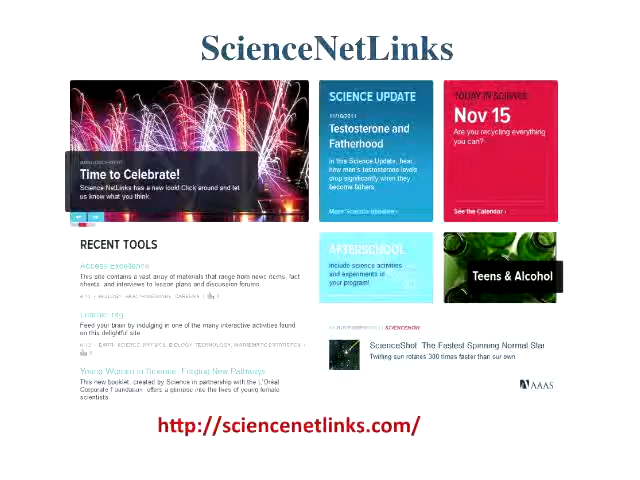 ScienceNetLinks
ANNOUNCEMENT
Time to Celebrate!
Science NetLinks has a new look! Click around and let
us know what you think.
SCIENCE UPDATE
11/16/2011
Testosterone and
Fatherhood
In this Science Update, hear
how men's testosterone levels
drop significantly when they
become fathers.
More Science Updates ›
TODAY IN SCIENCE
Nov 15
Are you recycling everything
you can?
See the Calendar ›
RECENT TOOLS
Access Excellence
This site contains a vast array of materials that range from news items, fact
sheets, and interviews to lesson plans and discussion forums.
Feed your brain by indulging in one of the many interactive activities found
on this delightful site.
Young Women in Science: Forging New Pathways
This new booklet, created by Science in partnership with the L'Oréal
Corporate Foundation, offers a glimpse into the lives of young female
scientists.
AFTERSCHOOL
Include science activities
and experiments in
your program!
Teens & Alcohol
SCIENCENOW
ScienceShot: The Fastest Spinning Normal Star
Twirling sun rotates 300 times faster than our own
AAAS
http://sciencenetlinks.com/